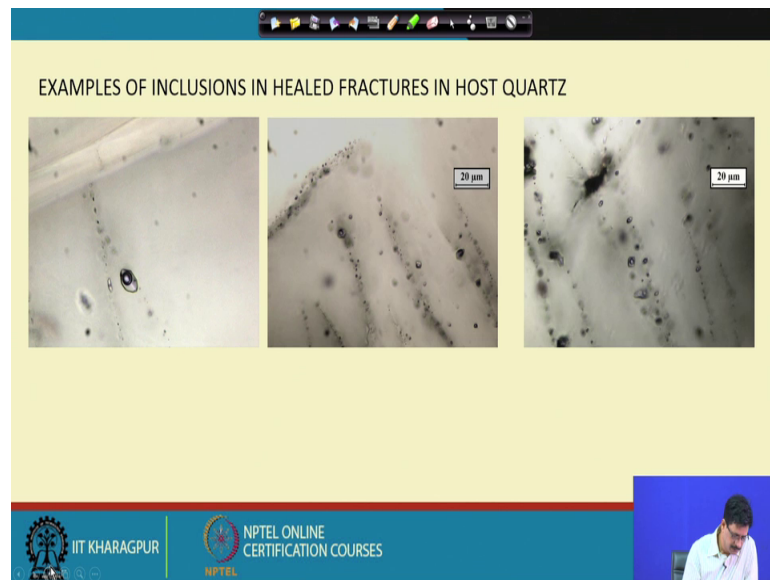 EXAMPLES OF INCLUSIONS IN HEALED FRACTURES IN HOST QUARTZ
20 µm
20 µm
IIT KHARAGPUR
NPTEL
NPTEL ONLINE
CERTIFICATION COURSES